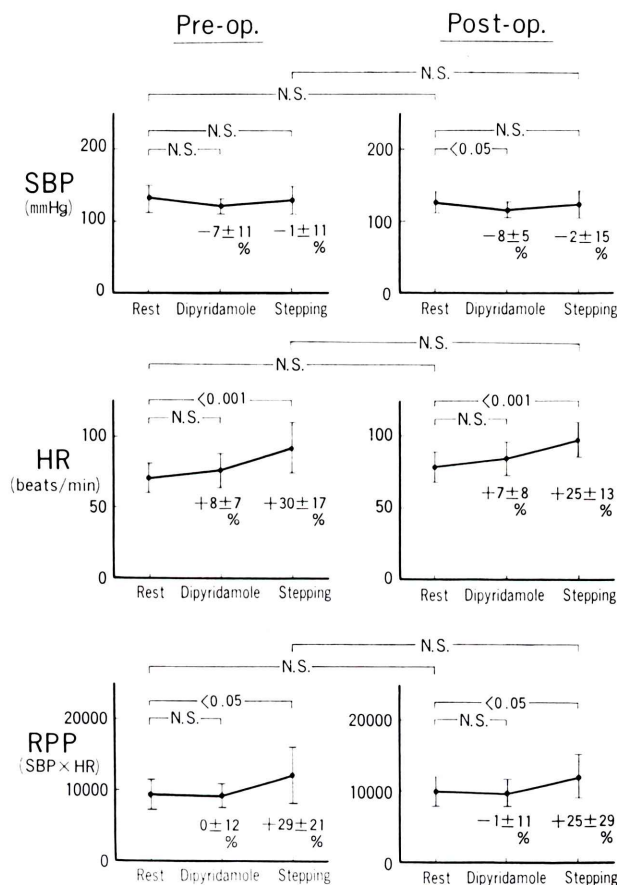 Pre-op. Post-op.
N.S.
N.S.
SBP
(mmHg)
200
100
0
N.S.
N.S.
-7±11
%
-1±11
%
Rest Dipyridamole Stepping
200
100
0
N.S.
<0.05
-8±5
%
-2±15
%
Rest Dipyridamole Stepping
N.S.
N.S.
HR
(beats/min)
100
50
0
<0.001
N.S.
+8±7
%
+30±17
%
Rest Dipyridamole Stepping
100
50
0
<0.001
N.S.
+7±8
%
+25±13
%
Rest Dipyridamole Stepping
N.S.
N.S.
RPP
(SBP×HR)
20000
10000
0
<0.05
N.S.
0±12
%
+29±21
%
Rest Dipyridamole Stepping
20000
10000
0
<0.05
N.S.
-1±11
%
+25±29
%
Rest Dipyridamole Stepping